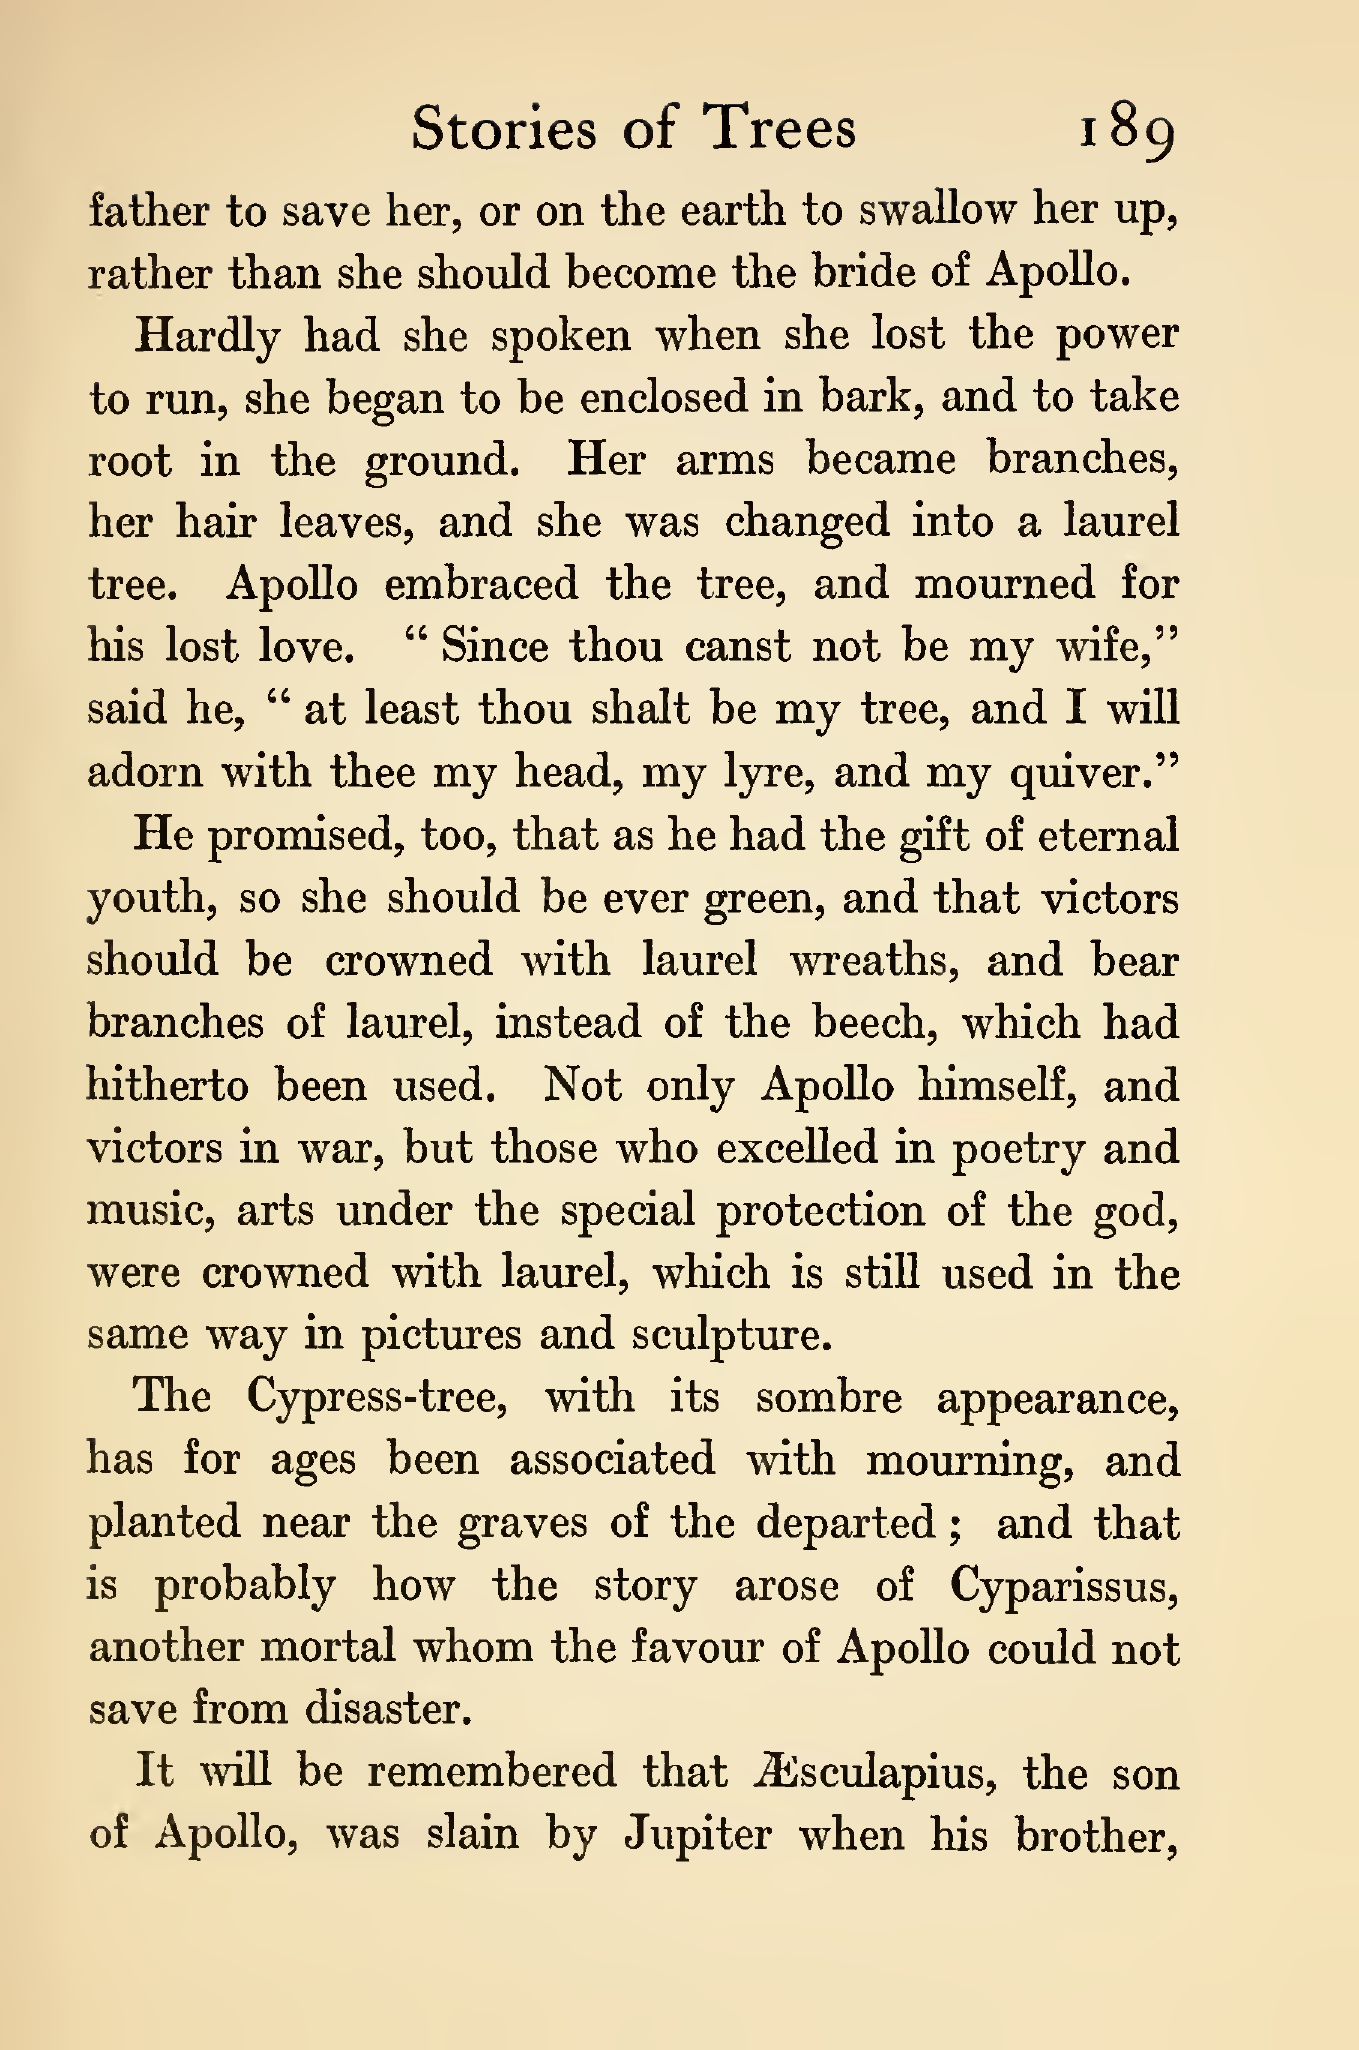 Stories of Trees 189
father to save her, or on the earth to swallow her up,
rather than she should become the bride of Apollo.
Hardly had she spoken when she lost the power
to run, she began to be enclosed in bark, and to take
root in the ground. Her arms became branches,
her hair leaves, and she was changed into a laurel
tree. Apollo embraced the tree, and mourned for
his lost love. “ Since thou canst not be my wife,”
said he, “ at least thou shalt be my tree, and I will
adorn with thee my head, my lyre, and my quiver.”
He promised, too, that as he had the gift of eternal
youth, so she should be ever green, and that victors
should be crowned with laurel wreaths, and bear
branches of laurel, instead of the beech, which had
hitherto been used. Not only Apollo himself, and
victors in war, but those who excelled in poetry and
music, arts under the special protection of the god,
were crowned with laurel, which is still used in the
same way in pictures and sculpture.
The Cypress-tree, with its sombre appearance,
has for ages been associated with mourning, and
planted near the graves of the departed ; and that
is probably how the story arose of Cyparissus,
another mortal whom the favour of Apollo could not
save from disaster.
It will be remembered that Æsculapius, the son
of Apollo, was slain by Jupiter when his brother,